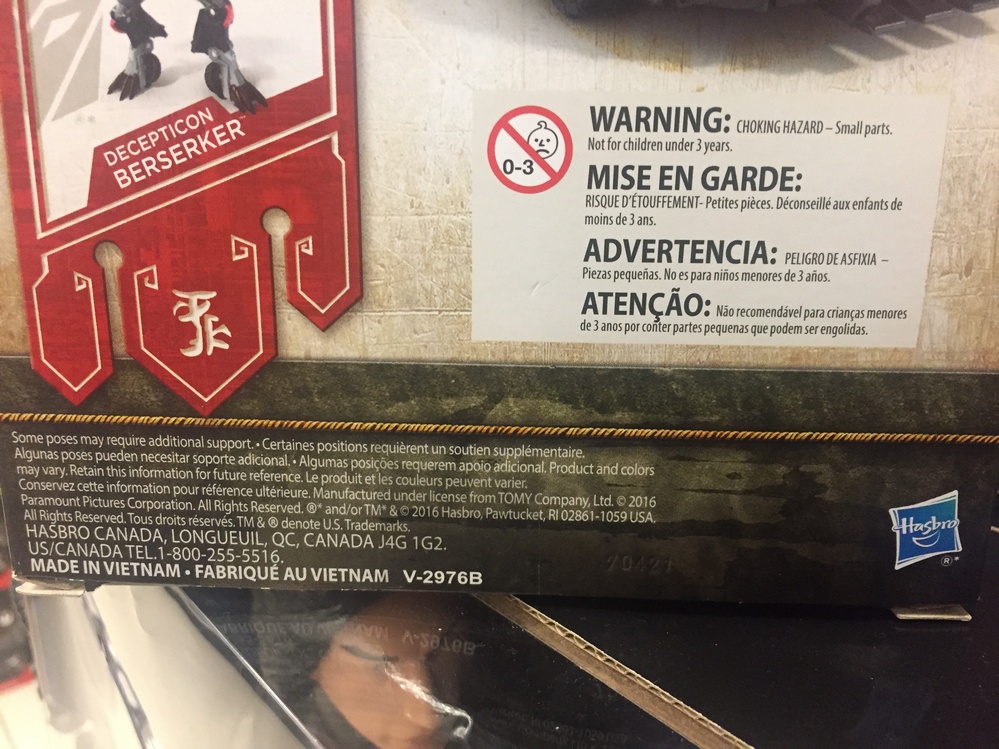 DECEPTICON
BERSERKER™
0-3
WARNING: CHOKING HAZARD – Small parts.
Not for children under 3 years.
MISE EN GARDE:
RISQUE D'ÉTOUFFEMENT- Petites pièces. Déconseillé aux enfants de
moins de 3 ans.
ADVERTENCIA: PELIGRO DE ASFIXIA –
Piezas pequeñas. No es para niños menores de 3 años.
ATENÇÃO: Não recomendável para crianças menores
de 3 anos por conter partes pequenas que podem ser engolidas.
Some poses may require additional support. • Certaines positions requièrent un soutien supplémentaire.
Algunas poses pueden necesitar soporte adicional. • Algumas posições requerem apoio adicional. Product and colors
may vary. Retain this information for future reference. Le produit et les couleurs peuvent varier.
Conservez cette information pour référence ultérieure. Manufactured under license from TOMY Company, Ltd. © 2016
Paramount Pictures Corporation. All Rights Reserved. ®* and/or TM* & © 2016 Hasbro, Pawtucket, RI 02861-1059 USA.
All Rights Reserved. Tous droits réservés. TM & ® denote U.S. Trademarks.
HASBRO CANADA, LONGUEUIL, QC, CANADA J4G 1G2.
US/CANADA TEL.1-800-255-5516.
MADE IN VIETNAM • FABRIQUÉ AU VIETNAM V-2976B
70421
Hasbro
®*